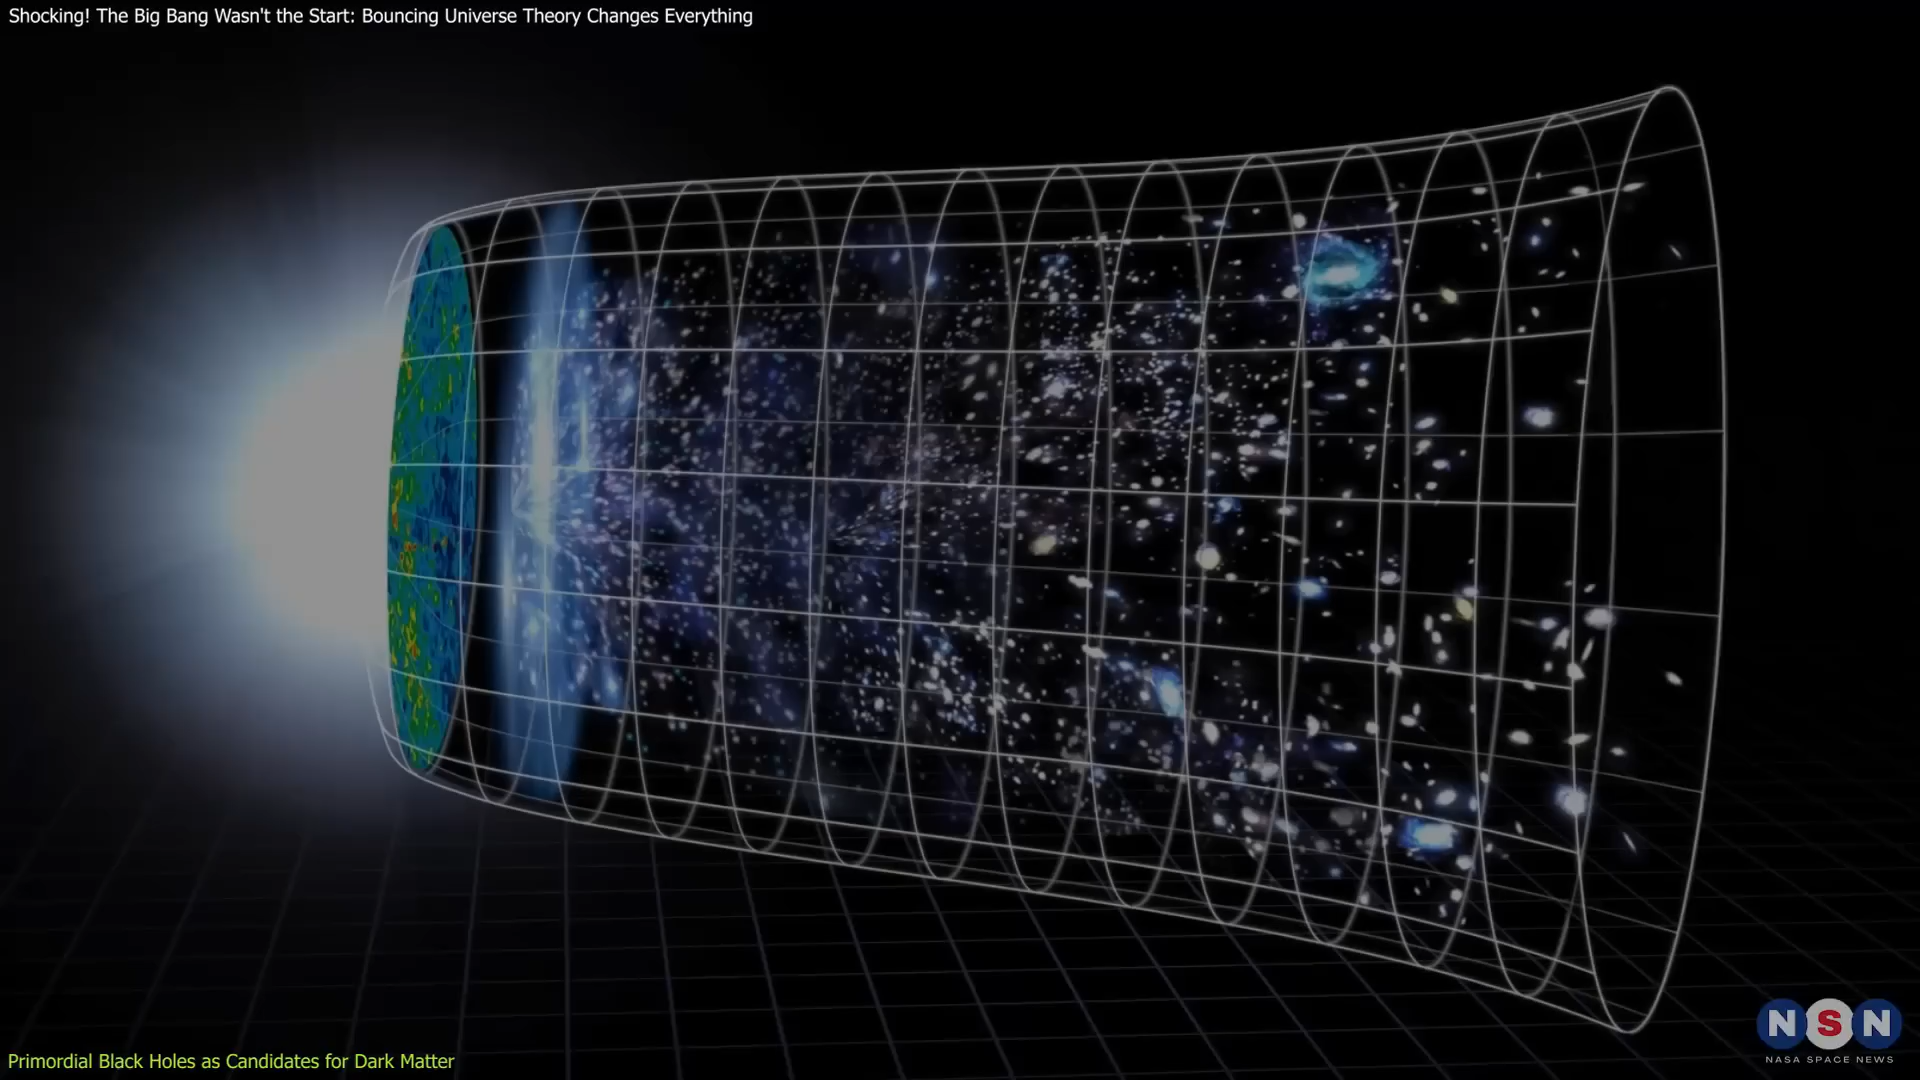 Shocking! The Big Bang Wasn't the Start: Bouncing Universe Theory Changes Everything
NSN
NASA SPACE NEWS
Primordial Black Holes as Candidates for Dark Matter